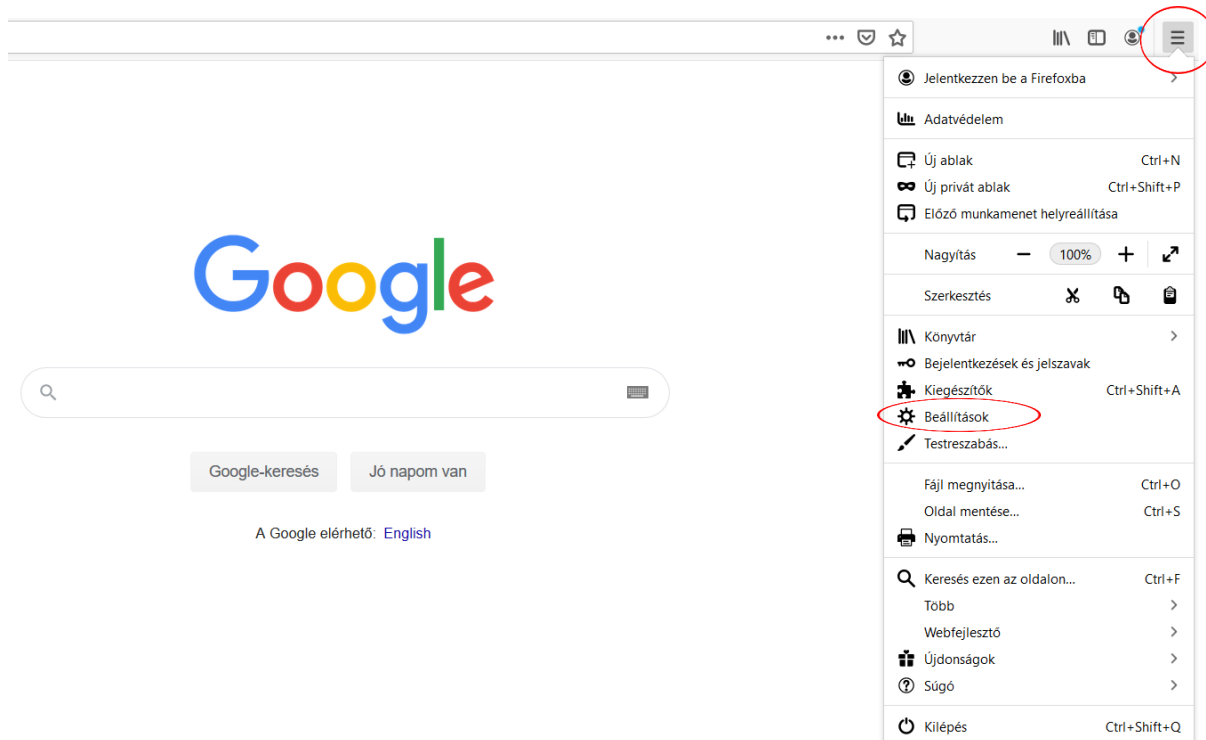 Jelentkezzen be a Firefoxba
Adatvédelem
Új ablak Ctrl+N
Új privát ablak Ctrl+Shift+P
Előző munkamenet helyreállítása
Nagyítás 100%
Szerkesztés
Könyvtár
Bejelentkezések és jelszavak
Kiegészítők Ctrl+Shift+A
Beállítások
Testreszabás...
Fájl megnyitása... Ctrl+O
Oldal mentése... Ctrl+S
Nyomtatás...
Keresés ezen az oldalon... Ctrl+F
Több
Webfejlesztő
Újdonságok
Súgó
Kilépés Ctrl+Shift+Q
Google
Google-keresés Jó napom van
A Google elérhető: English